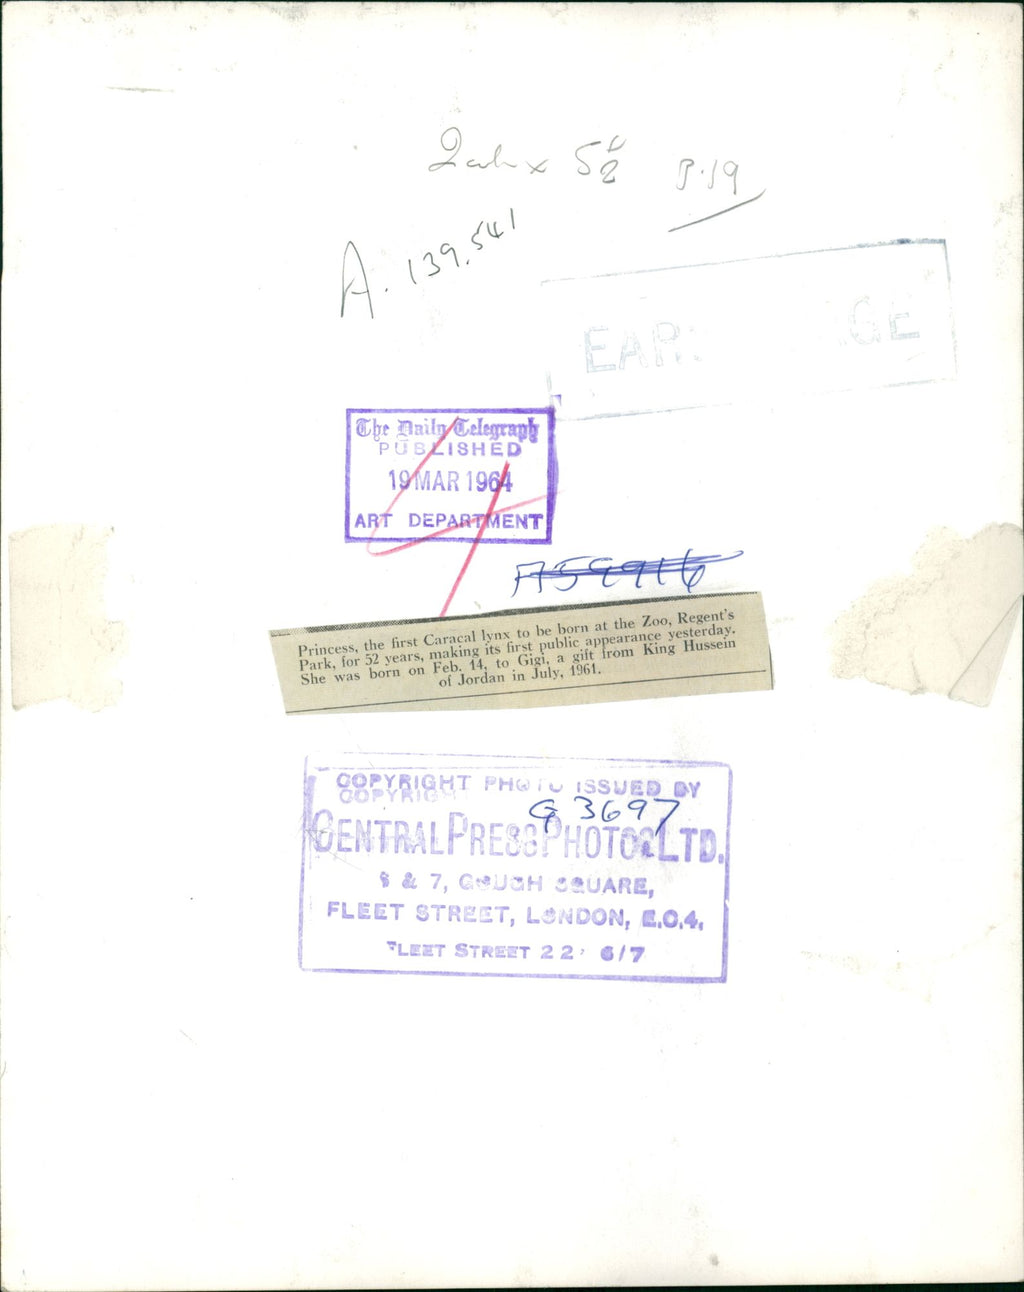 P.19
A. 139,541
The Daily Telegraph
PUBLISHED
19 MAR 1964
ART DEPARTMENT
A59916
Princess, the first Caracal lynx to be born at the Zoo, Regent's
Park, for 52 years, making its first public appearance yesterday.
She was born on Feb. 14, to Gigi, a gift from King Hussein
of Jordan in July, 1961.
COPYRIGHT PHOTO ISSUED BY
G 3697
CENTRAL PRESS PHOTOS LTD.
6 & 7, GOUGH SQUARE,
FLEET STREET, LONDON, E.C.4.
FLEET STREET 22 6/7